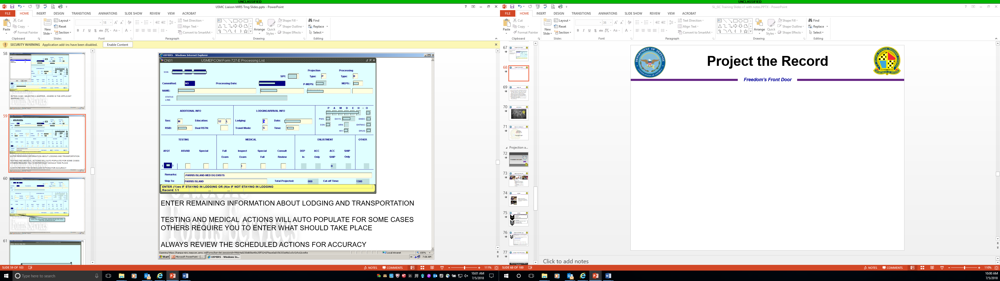 UNCLASSIFIED
USMC Liaison MIRS Trng Slides.pptx - PowerPoint
FILE HOME INSERT DESIGN TRANSITIONS ANIMATIONS SLIDE SHOW REVIEW VIEW ACROBAT
Paste
Cut
Copy
Format Painter
Clipboard
New Slide
Layout
Reset
Section
Slides
18
Font
Text Direction
Align Text
Convert to SmartArt
Paragraph
Arrange
Quick Styles
Shape Fill
Shape Outline
Shape Effects
Drawing
Find
Replace
Select
Editing
SECURITY WARNING Application add-ins have been disabled. Enable Content
58
IN THIS CASE I SELECTED A SHIPPER---WHERE IS THE APPLICANT
SHIPPING TO?
59
ENTER REMAINING INFORMATION ABOUT LODGING AND TRANSPORTATION
TESTING AND MEDICAL ACTIONS WILL AUTO POPULATE FOR SOME CASES
OTHERS REQUIRE YOU TO ENTER WHAT SHOULD TAKE PLACE
ALWAYS REVIEW THE SCHEDULED ACTIONS FOR ACCURACY
60
61
USMIRS - Windows Internet Explorer
CN01 USMEPCOM Form 727-E Processing List
SSN:
Projection Processing
SPF: Type: P Type: B
Committed: NO Processing Date: P-MEPS: MEPS :
NAME:
STATUS
LINE:
ADDITIONAL INFO LODGING/ARRIVAL INFO
P A M D E H - O
PMS: DAYS: DMDC:
Sex: M Education: 12 L Lodging: Date:
SSN: ARN: ENTNAC:
RSID: Dual RSTN: Travel Mode: G Time:
HIV: DRUG:
TESTING MEDICAL ENLISTMENT OTHER
AFQT ASVAB Special Full Inspect Special Consult DEP ACC ACC SHIP
Exam Exam Full Review In Only SHIP Only
( ) I B
Remarks: -PARRIS ISLAND-MED DQ EXISTS
Ship To: PARRIS ISLAND Total Projected: 000 Cut-off Time: 1300
ENTER (Y)es IF STAYING IN LODGING OR (N)o IF NOT STAYING IN LODGING
Record: 1/1 ... ...
Forms Services
ENTER REMAINING INFORMATION ABOUT LODGING AND TRANSPORTATION
TESTING AND MEDICAL ACTIONS WILL AUTO POPULATE FOR SOME CASES
OTHERS REQUIRE YOU TO ENTER WHAT SHOULD TAKE PLACE
ALWAYS REVIEW THE SCHEDULED ACTIONS FOR ACCURACY
Local intranet 100%
Start Microsoft PowerPoint - [... USMIRS - Windows In... 7:06 AM
SLIDE 59 OF 103 NOTES COMMENTS 111%
Type here to search
10:01 AM
7/5/2018
UNCLASSIFIED
SL_GC Training Slides v1 with notes.PPTX - PowerPoint
FILE HOME INSERT DESIGN TRANSITIONS ANIMATIONS SLIDE SHOW REVIEW VIEW ACROBAT
Paste
Cut
Copy
Format Painter
Clipboard
New Slide
Layout
Reset
Section
Slides
36
Font
Text Direction
Align Text
Convert to SmartArt
Paragraph
Arrange
Quick Styles
Shape Fill
Shape Outline
Shape Effects
Drawing
Find
Replace
Select
Editing
67
68
69
70
71
Projection a...
72
73
74
75
76
77
DEPARTMENT OF DEFENSE
UNITED STATES OF AMERICA
Project the Record
Freedom's Front Door
DEPARTMENT OF DEFENSE
Click to add notes
SLIDE 68 OF 100 NOTES COMMENTS 110%
10:00 AM
7/5/2018